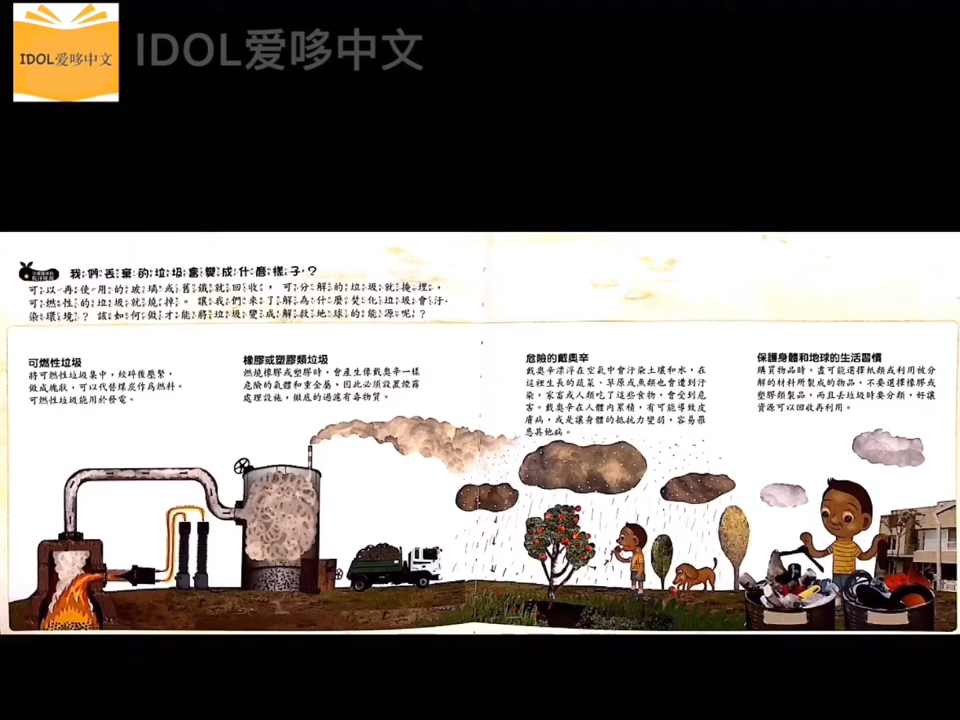 IDOL爱哆中文
IDOL爱哆中文
我們丟棄的垃圾會變成什麼樣子？
可以再使用的玻璃或舊鐵就回收，可分解的垃圾就掩埋，
可燃性的垃圾就燒掉。讓我們來了解為什麼焚化垃圾會汙
染環境？該如何做才能將垃圾變成解救地球的能源呢？
可燃性垃圾
將可燃性垃圾集中，絞碎後壓緊，
做成塊狀，可以代替煤炭作為燃料。
可燃性垃圾能用於發電。
橡膠或塑膠類垃圾
燃燒橡膠或塑膠時，會產生像戴奧辛一樣
危險的氣體和重金屬，因此必須設置
處理設施，徹底的過濾有毒物質。
危險的戴奧辛
戴奧辛漂浮在空氣中會汙染土壤和水，在
這裡生長的蔬菜、草原或魚類也會遭到汙
染，家畜或人類吃了這些食物，會受到危
害。戴奧辛在人體內累積，有可能導致皮
膚病，或是讓身體的抵抗力變弱，容易罹
患其他病。
保護身體和地球的生活習慣
購買物品時，盡可能選擇紙類或利用被分
解的材料所製成的物品，不要選擇橡膠或
塑膠類製品，而且丟垃圾時要分類，好讓
資源可以回收再利用。